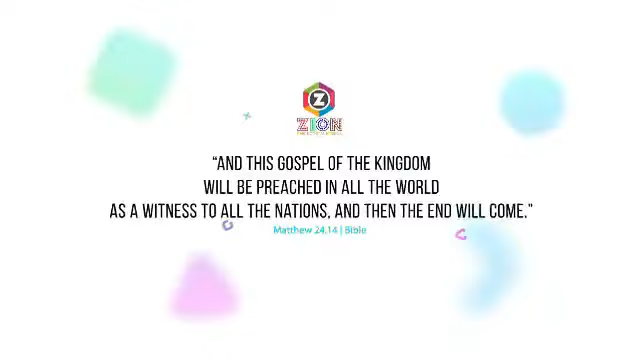 Z
ZION
“AND THIS GOSPEL OF THE KINGDOM
WILL BE PREACHED IN ALL THE WORLD
AS A WITNESS TO ALL THE NATIONS, AND THEN THE END WILL COME.”
Matthew 24.14 | Bible